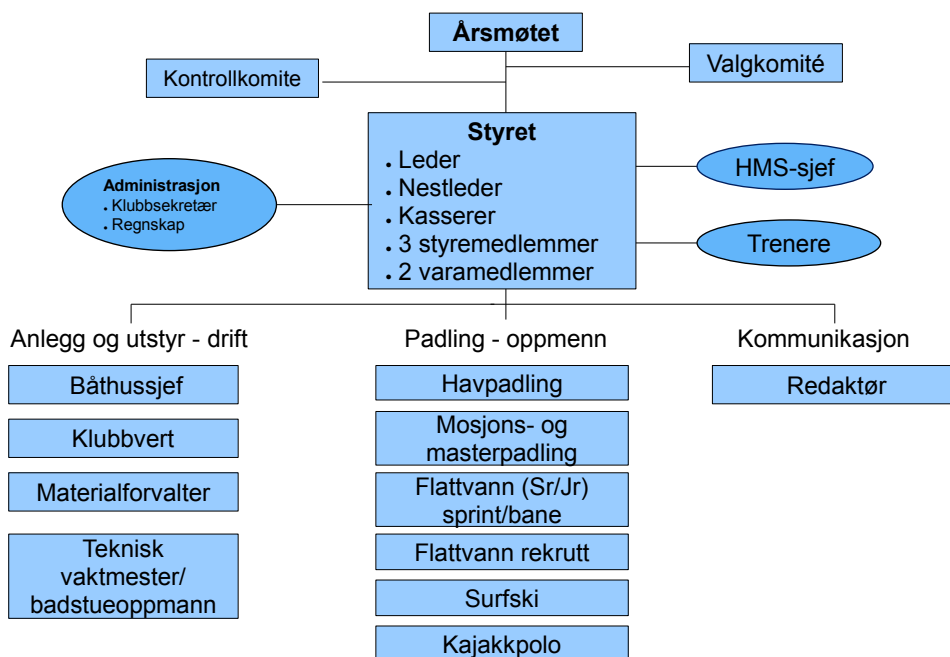 Årsmøtet
Kontrollkomite
Valgkomité
Styret
. Leder
. Nestleder
. Kasserer
. 3 styremedlemmer
. 2 varamedlemmer
Administrasjon
. Klubbsekretær
. Regnskap
HMS-sjef
Trenere
Anlegg og utstyr - drift
Båthussjef
Klubbvert
Materialforvalter
Teknisk
vaktmester/
badstueoppmann
Padling - oppmenn
Havpadling
Mosjons- og
masterpadling
Flattvann (Sr/Jr)
sprint/bane
Flattvann rekrutt
Surfski
Kajakkpolo
Kommunikasjon
Redaktør